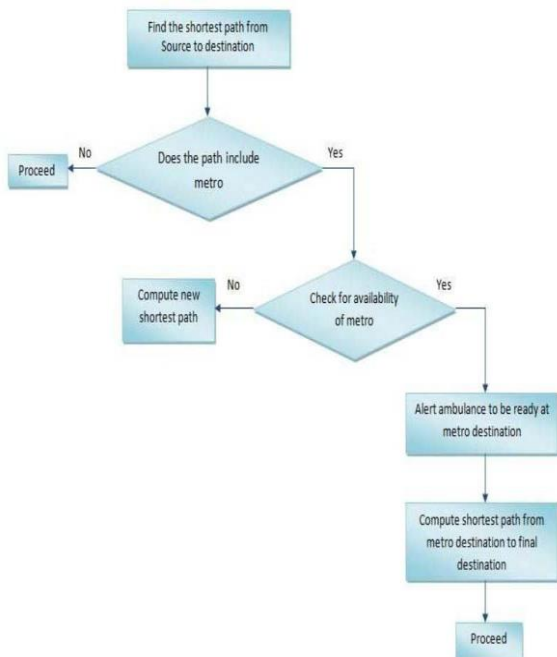 Find the shortest path from
Source to destination
Does the path include
metro
No
Yes
Proceed
Check for availability
of metro
No
Yes
Compute new
shortest path
Alert ambulance to be ready at
metro destination
Compute shortest path from
metro destination to final
destination
Proceed